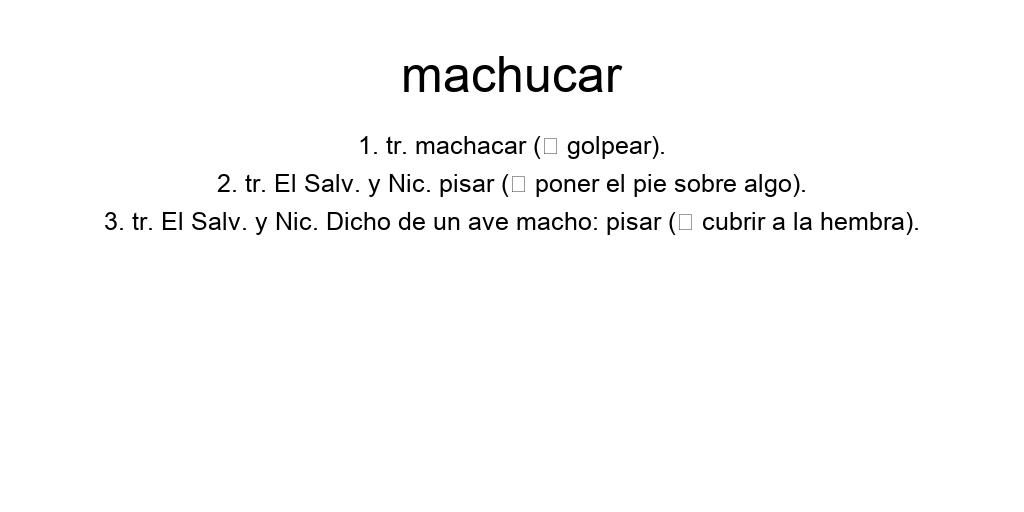 machucar
1. tr. machacar (□ golpear).
2. tr. El Salv. y Nic. pisar (□ poner el pie sobre algo).
3. tr. El Salv. y Nic. Dicho de un ave macho: pisar (□ cubrir a la hembra).